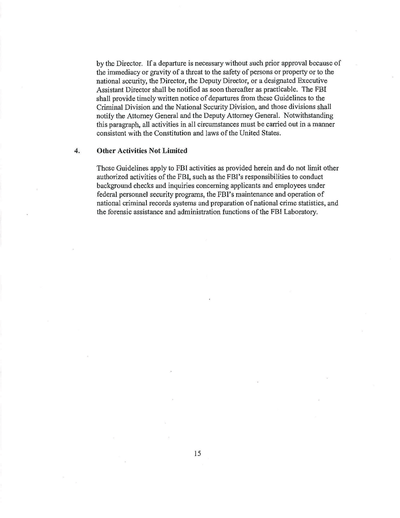 by the Director. If a departure is necessary without such prior approval because of
the immediacy or gravity of a threat to the safety of persons or property or to the
national security, the Director, the Deputy Director, or a designated Executive
Assistant Director shall be notified as soon thereafter as practicable. The FBI
shall provide timely written notice of departures from these Guidelines to the
Criminal Division and the National Security Division, and those divisions shall
notify the Attorney General and the Deputy Attorney General. Notwithstanding
this paragraph, all activities in all circumstances must be carried out in a manner
consistent with the Constitution and laws of the United States.
4. Other Activities Not Limited
These Guidelines apply to FBI activities as provided herein and do not limit other
authorized activities of the FBI, such as the FBI's responsibilities to conduct
background checks and inquiries concerning applicants and employees under
federal personnel security programs, the FBI's maintenance and operation of
national criminal records systems and preparation of national crime statistics, and
the forensic assistance and administration functions of the FBI Laboratory.
15